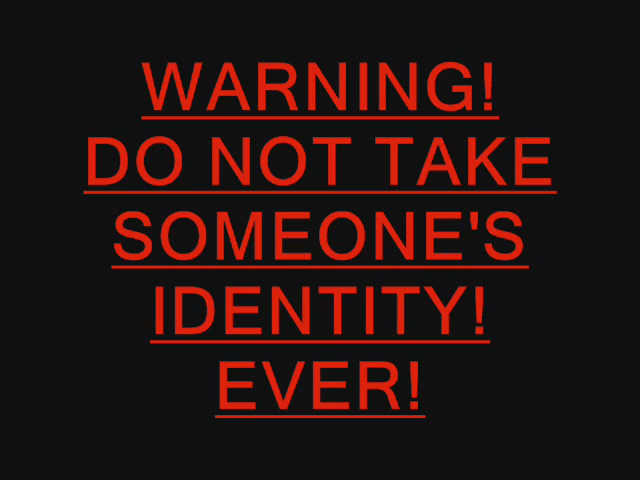 WARNING!
DO NOT TAKE
SOMEONE'S
IDENTITY!
EVER!